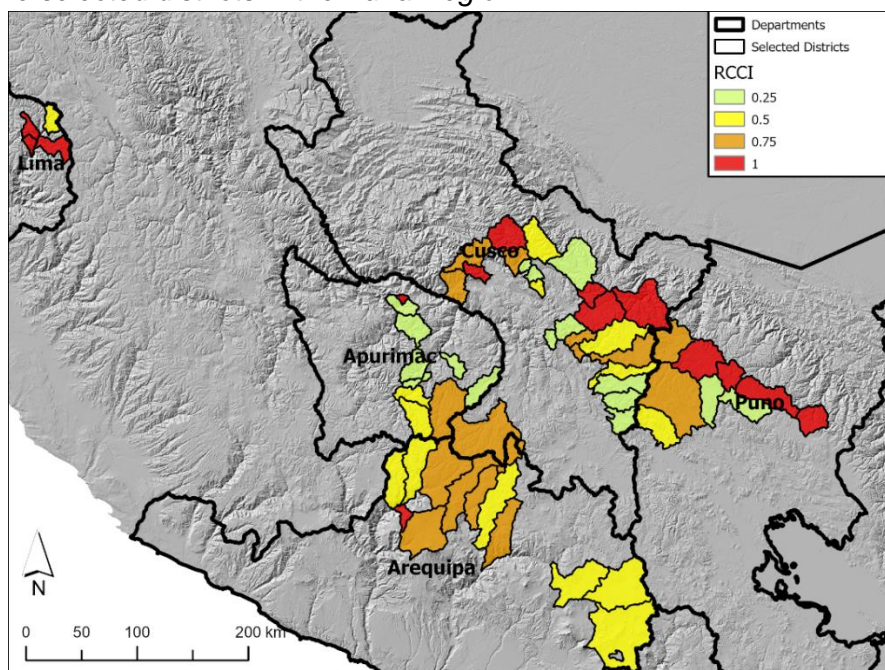 Departments
Selected Districts
RCCI
0.25
0.5
0.75
1
Lima
Cusco
Apurimac
Puno
Arequipa
N
0 50 100 200 km